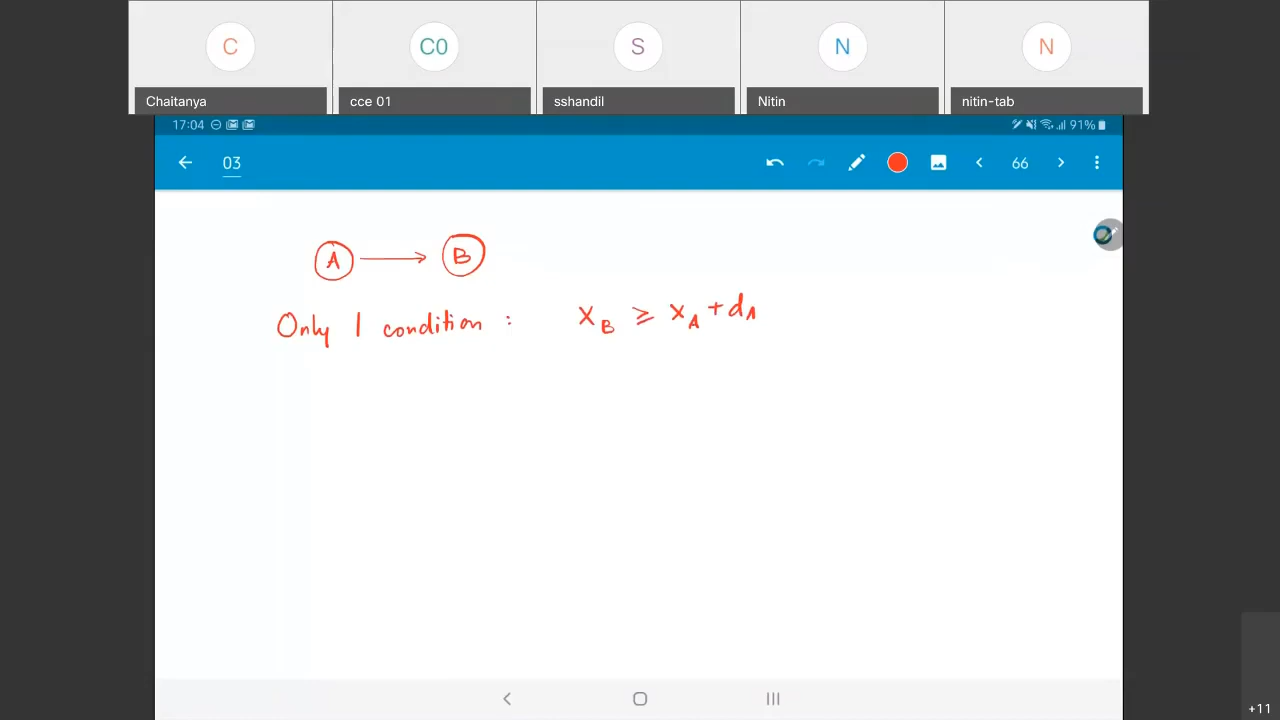 C C0 S N N
Chaitanya cce 01 sshandil Nitin nitin-tab
17:04 91%
03 66
A → B
Only 1 condition : x_B ≥ x_A + d_A
+11